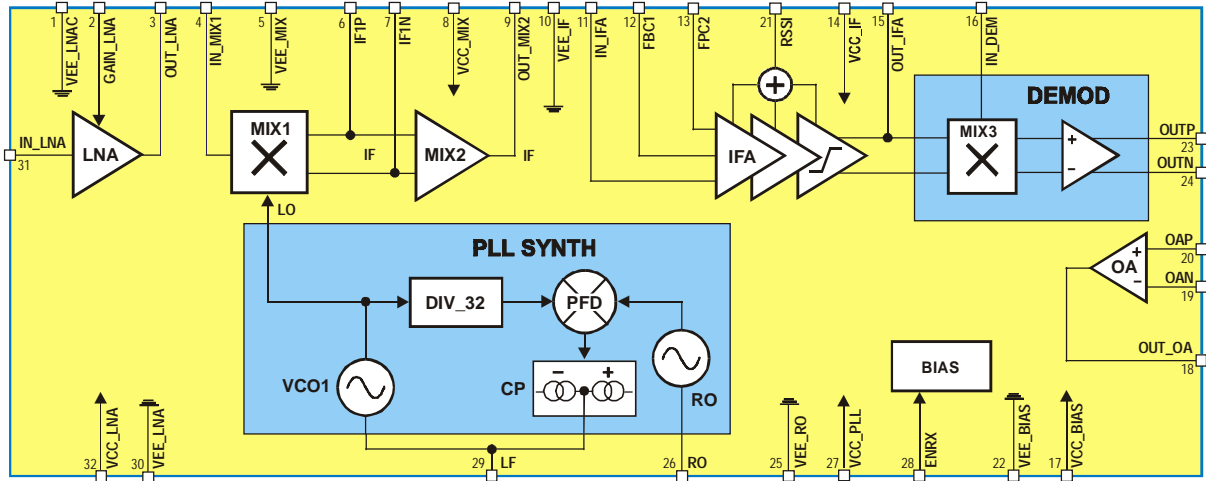 1 VEE_LNAC
2 GAIN_LNA
3 OUT_LNA
4 IN_MIX1
5 VEE_MIX
6 IF1P
7 IF1N
8 VCC_MIX
9 OUT_MIX2
10 VEE_IF
11 IN_IFA
12 FBC1
13 FPC2
21 RSSI
14 VCC_IF
15 OUT_IFA
16 IN_DEM
IN_LNA
31
LNA
MIX1
IF
MIX2
IF
+
IFA
DEMOD
MIX3
+
−
OUTP
23
OUTN
24
LO
PLL SYNTH
DIV_32
PFD
VCO1
CP
−
+
RO
OA
+
−
OAP
20
OAN
19
OUT_OA
18
BIAS
32 VCC_LNA
30 VEE_LNA
29 LF
26 RO
25 VEE_RO
27 VCC_PLL
28 ENRX
22 VEE_BIAS
17 VCC_BIAS